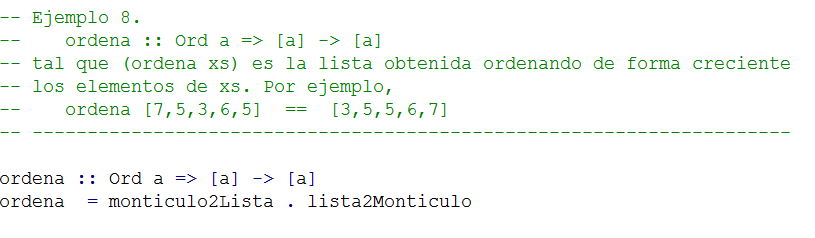 -- Ejemplo 8.
--    ordena :: Ord a => [a] -> [a]
-- tal que (ordena xs) es la lista obtenida ordenando de forma creciente
-- los elementos de xs. Por ejemplo,
--    ordena [7,5,3,6,5]  ==  [3,5,5,6,7]
-- ---------------------------------------------------------------------
ordena :: Ord a => [a] -> [a]
ordena  = monticulo2Lista . lista2Monticulo